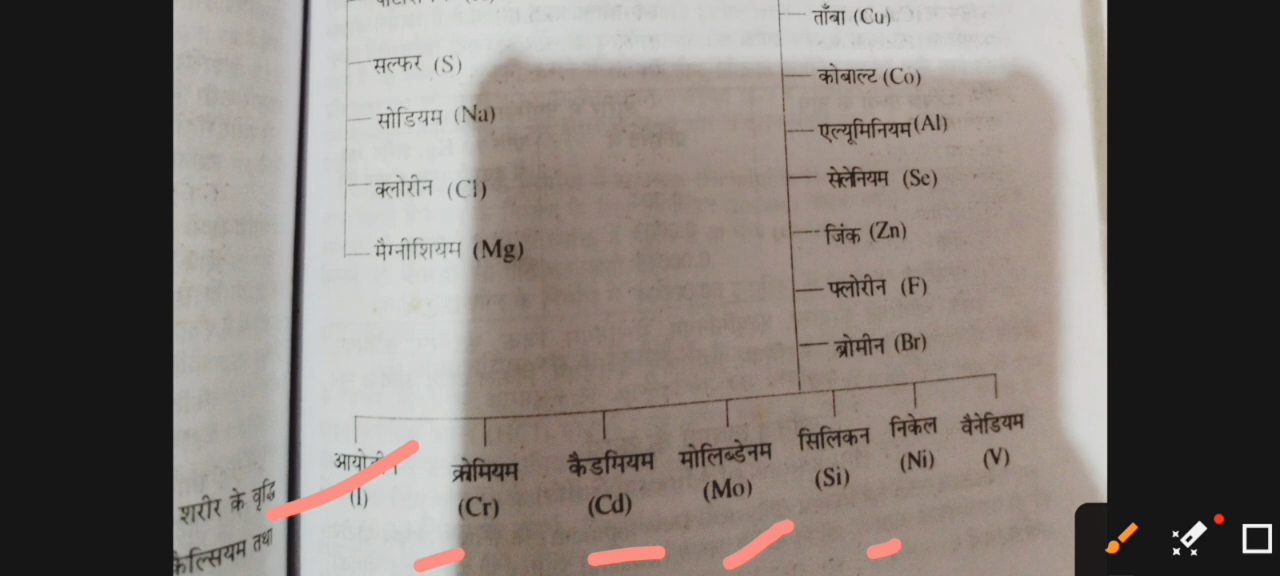 ताँबा (Cu)
सल्फर (S)
कोबाल्ट (Co)
सोडियम (Na)
एल्यूमिनियम (Al)
क्लोरीन (Cl)
सेलेनियम (Se)
मैग्नीशियम (Mg)
जिंक (Zn)
फ्लोरीन (F)
ब्रोमीन (Br)
आयोडीन क्रोमियम कैडमियम मोलिब्डेनम सिलिकन निकेल वैनेडियम
(I) (Cr) (Cd) (Mo) (Si) (Ni) (V)
शरीर के वृद्धि
कैल्सियम तथा